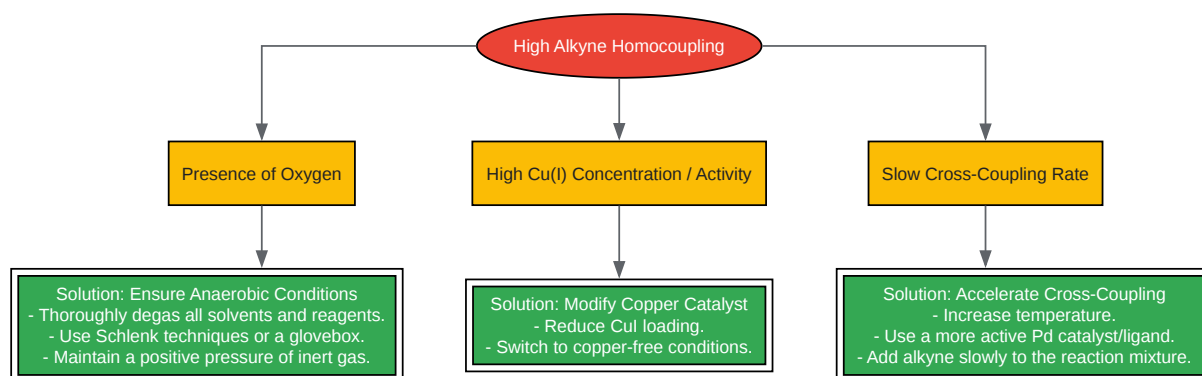 High Alkyne Homocoupling
Presence of Oxygen
High Cu(I) Concentration / Activity
Slow Cross-Coupling Rate
Solution: Ensure Anaerobic Conditions
- Thoroughly degas all solvents and reagents.
- Use Schlenk techniques or a glovebox.
- Maintain a positive pressure of inert gas.
Solution: Modify Copper Catalyst
- Reduce CuI loading.
- Switch to copper-free conditions.
Solution: Accelerate Cross-Coupling
- Increase temperature.
- Use a more active Pd catalyst/ligand.
- Add alkyne slowly to the reaction mixture.